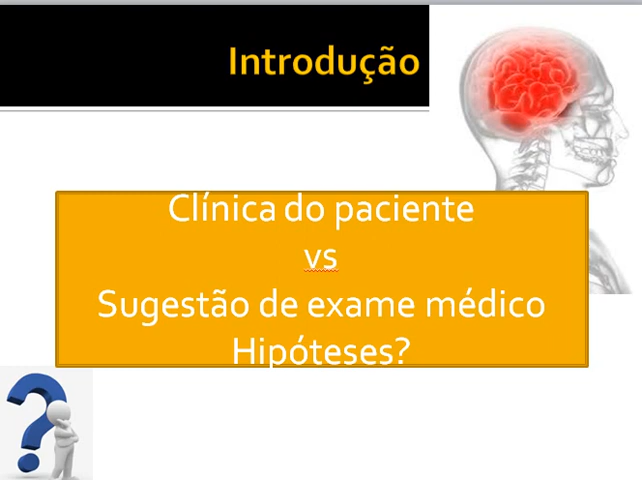 Introdução
Clínica do paciente
vs
Sugestão de exame médico
Hipóteses?